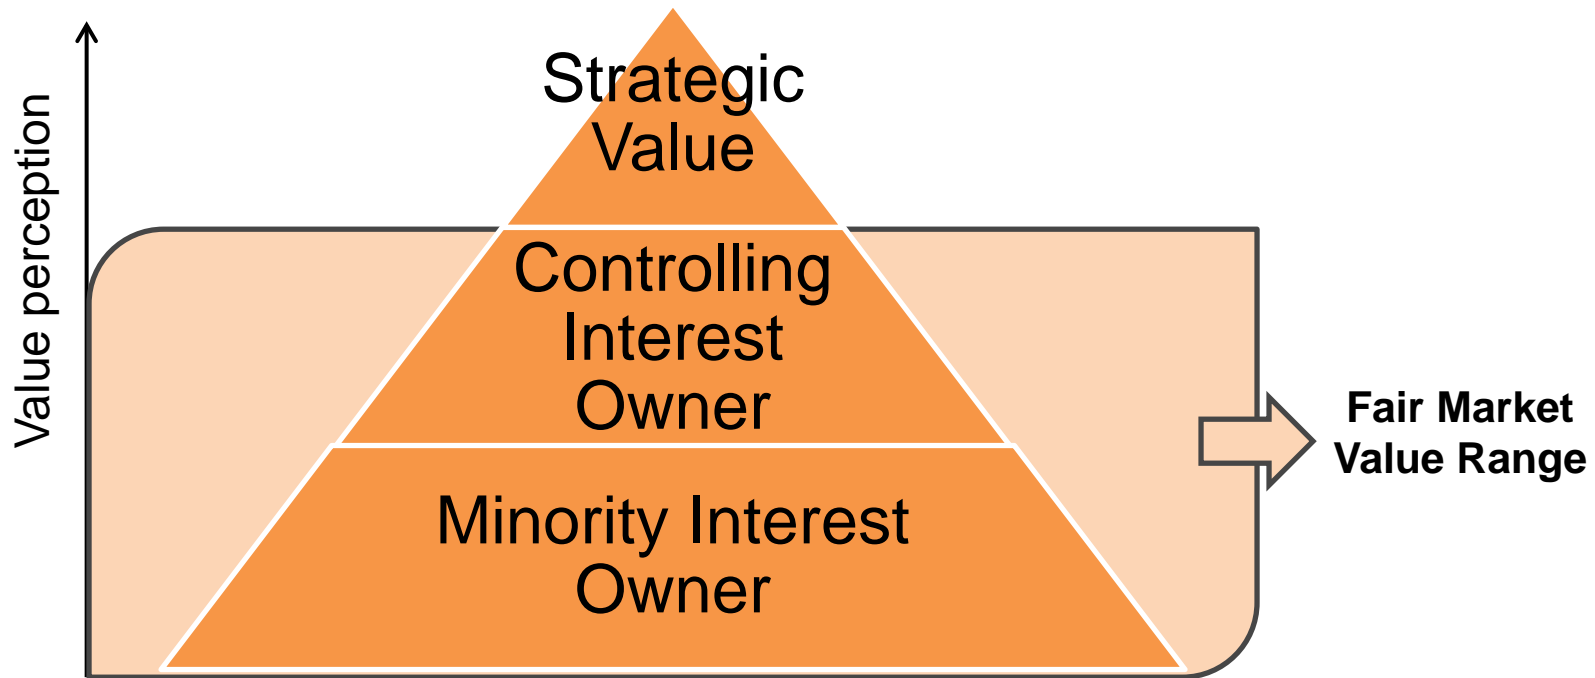 Value perception
Strategic
Value
Controlling
Interest
Owner
Minority Interest
Owner
Fair Market
Value Range